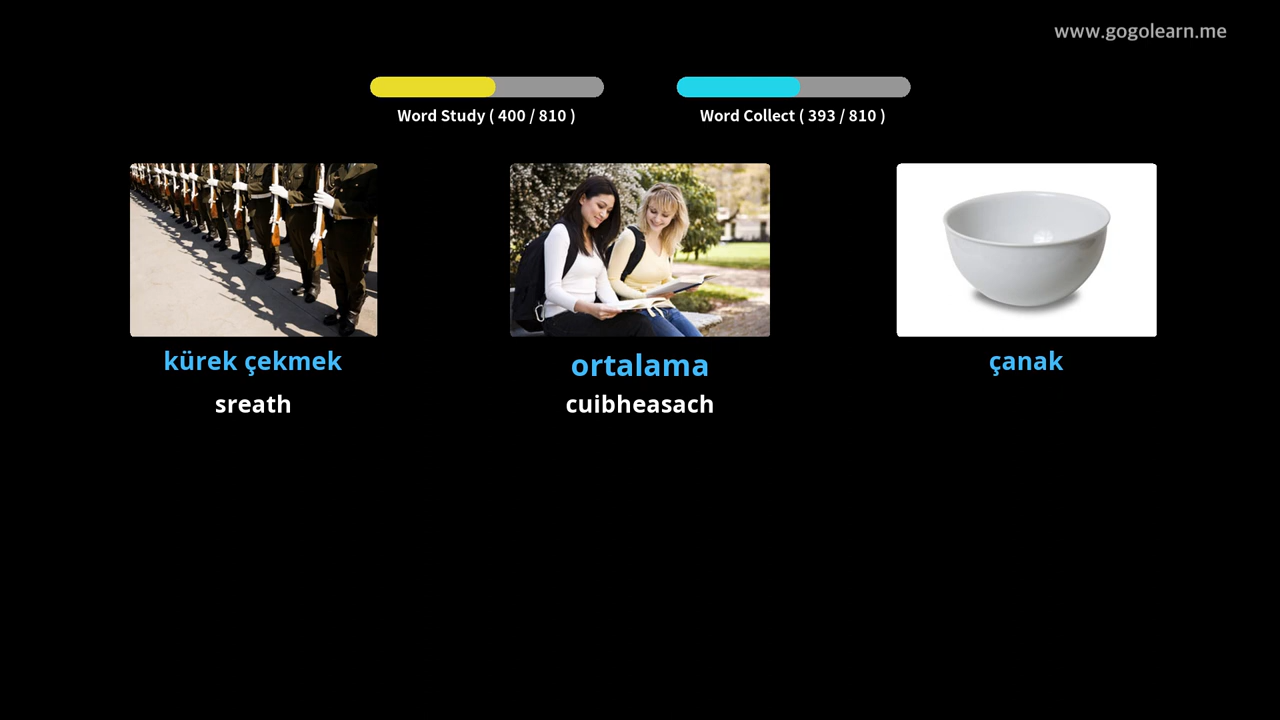 www.gogolearn.me
Word Study ( 400 / 810 )
Word Collect ( 393 / 810 )
kürek çekmek
ortalama
çanak
sreath
cuibheasach